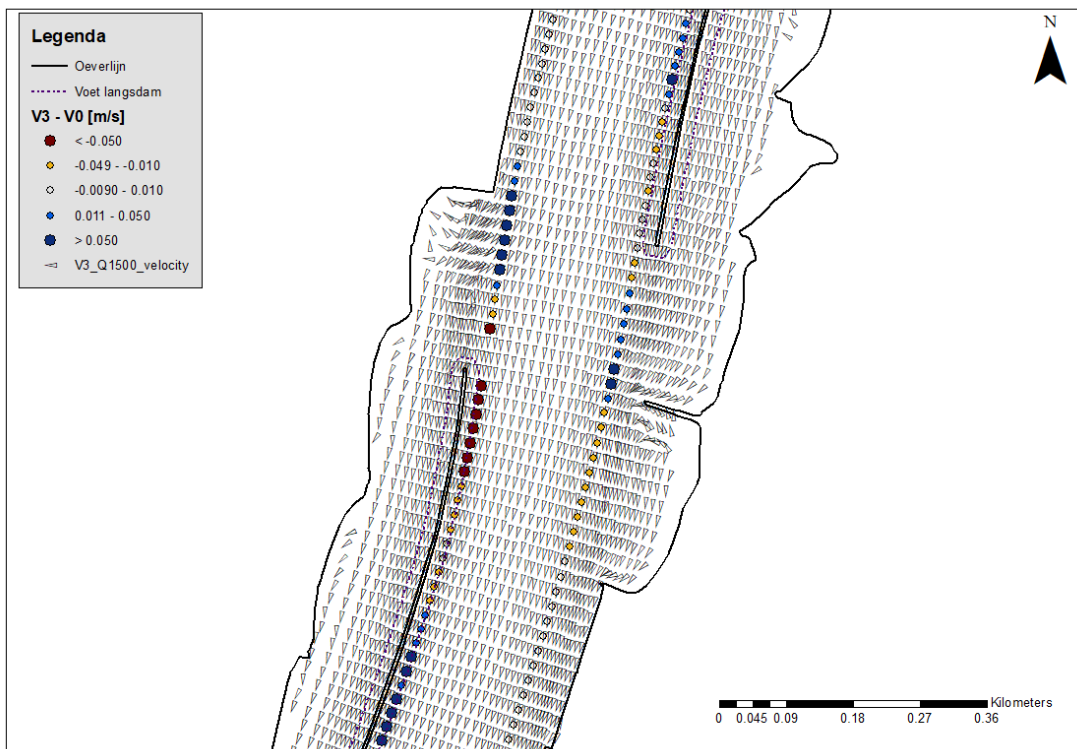 Legenda
Oeverlijn
Voet langsdam
V3 - V0 [m/s]
< -0.050
-0.049 - -0.010
-0.0090 - 0.010
0.011 - 0.050
> 0.050
V3_Q1500_velocity
N
Kilometers
0 0.045 0.09 0.18 0.27 0.36